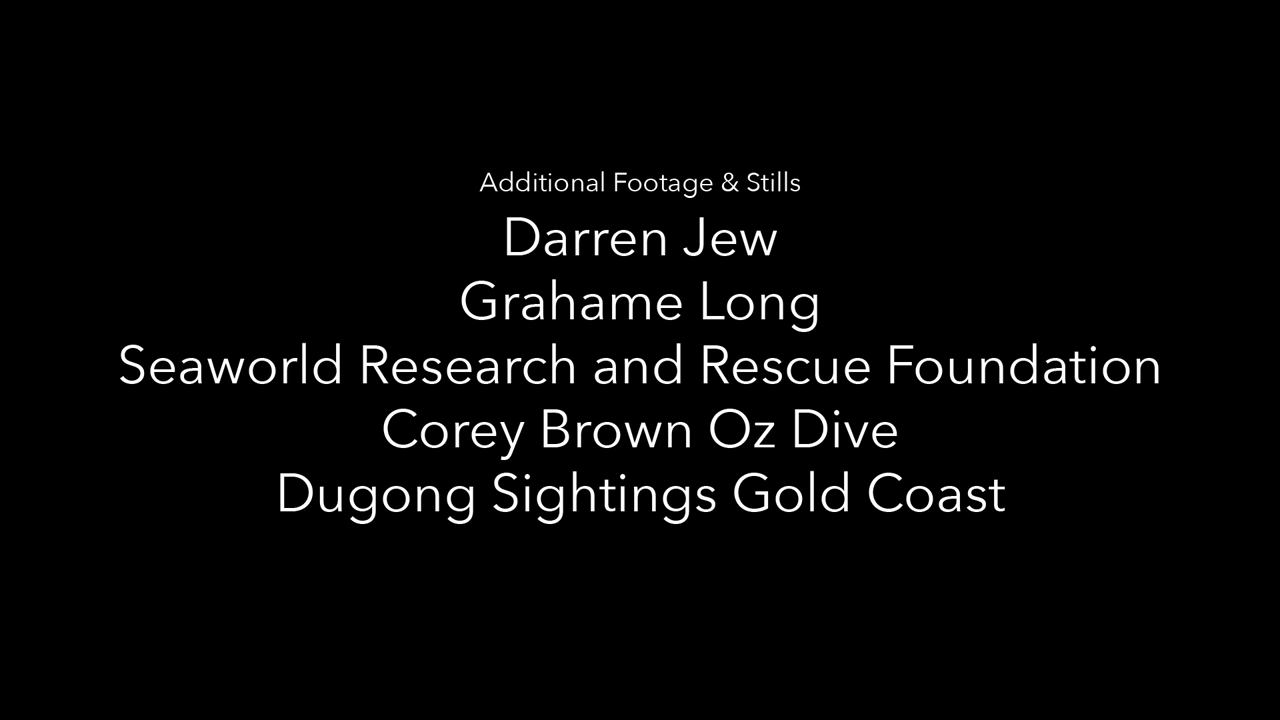 Additional Footage & Stills
Darren Jew
Grahame Long
Seaworld Research and Rescue Foundation
Corey Brown Oz Dive
Dugong Sightings Gold Coast